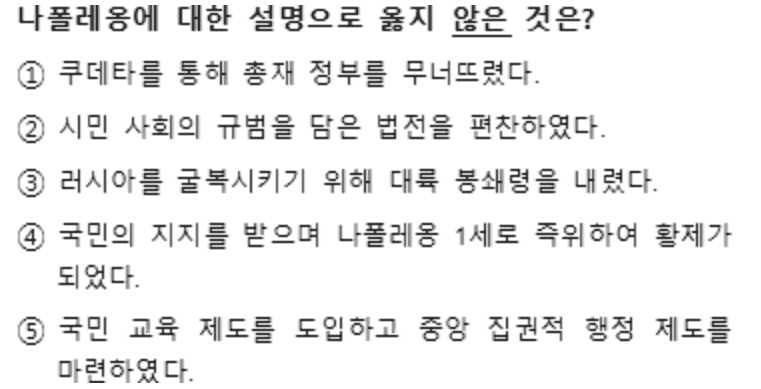 나폴레옹에 대한 설명으로 옳지 않은 것은?
① 쿠데타를 통해 총재 정부를 무너뜨렸다.
② 시민 사회의 규범을 담은 법전을 편찬하였다.
③ 러시아를 굴복시키기 위해 대륙 봉쇄령을 내렸다.
④ 국민의 지지를 받으며 나폴레옹 1세로 즉위하여 황제가
되었다.
⑤ 국민 교육 제도를 도입하고 중앙 집권적 행정 제도를
마련하였다.